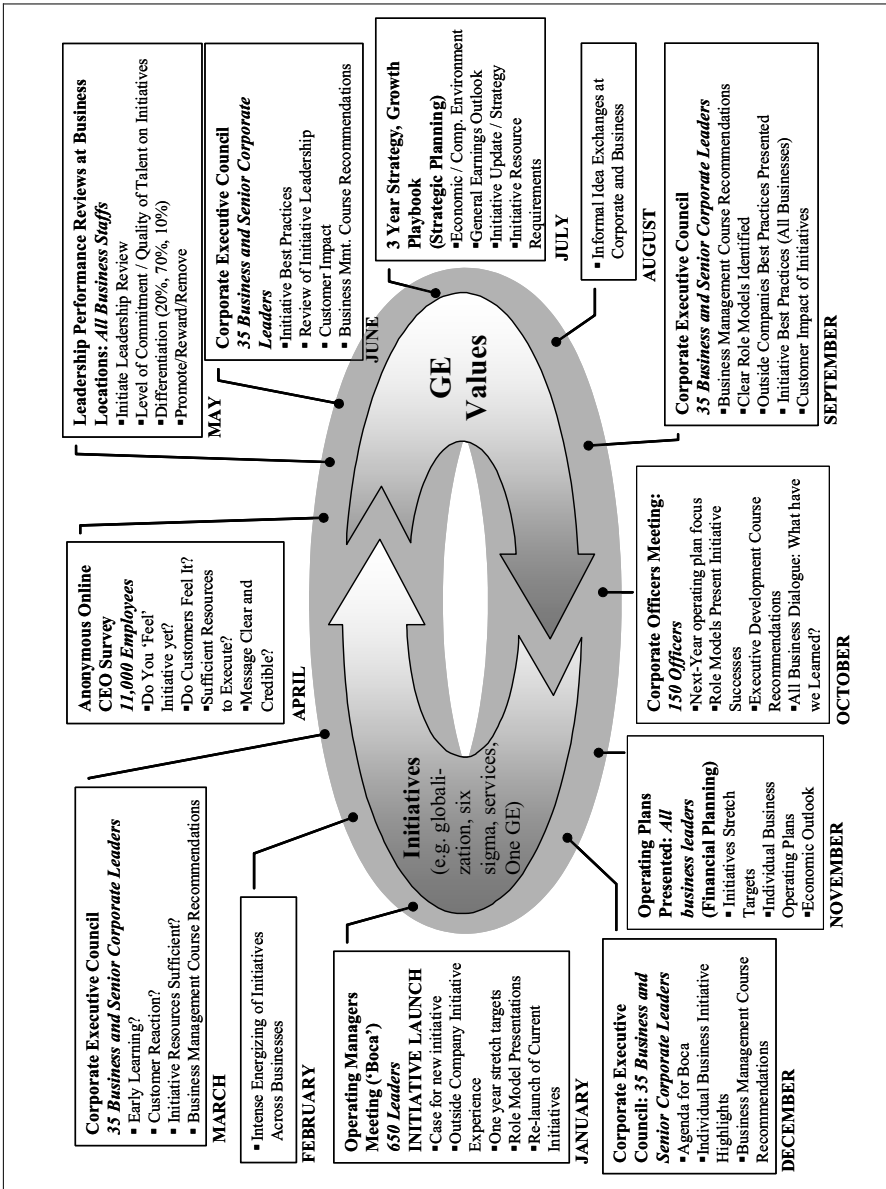 Corporate Executive Council
35 Business and Senior Corporate Leaders
▪ Early Learning?
▪ Customer Reaction?
▪ Initiative Resources Sufficient?
▪ Business Management Course Recommendations
MARCH
Anonymous Online
CEO Survey
11,000 Employees
▪Do You ‘Feel’
Initiative yet?
▪Do Customers Feel It?
▪Sufficient Resources
to Execute?
▪Message Clear and
Credible?
APRIL
Leadership Performance Reviews at Business
Locations: All Business Staffs
▪Initiate Leadership Review
▪Level of Commitment / Quality of Talent on Initiatives
▪Differentiation (20%, 70%, 10%)
▪Promote/Reward/Remove
MAY
Corporate Executive Council
35 Business and Senior Corporate
Leaders
▪Initiative Best Practices
▪Review of Initiative Leadership
▪Customer Impact
▪Business Mmt. Course Recommendations
JUNE
▪ Intense Energizing of Initiatives
Across Businesses
FEBRUARY
Operating Managers
Meeting (‘Boca’)
650 Leaders
INITIATIVE LAUNCH
▪Case for new initiative
▪Outside Company Initiative
Experience
▪One year stretch targets
▪Role Model Presentations
▪Re-launch of Current
Initiatives
JANUARY
Initiatives
(e.g. globali-
zation, six
sigma, services,
One GE)
GE
Values
3 Year Strategy, Growth
Playbook
(Strategic Planning)
▪Economic / Comp. Environment
▪General Earnings Outlook
▪Initiative Update / Strategy
▪Initiative Resource
Requirements
JULY
▪Informal Idea Exchanges at
Corporate and Business
AUGUST
Corporate Executive
Council: 35 Business and
Senior Corporate Leaders
▪Agenda for Boca
▪Individual Business Initiative
Highlights
▪Business Management Course
Recommendations
DECEMBER
Operating Plans
Presented: All
business leaders
(Financial Planning)
▪ Initiatives Stretch
Targets
▪Individual Business
Operating Plans
▪Economic Outlook
NOVEMBER
Corporate Officers Meeting:
150 Officers
▪Next-Year operating plan focus
▪Role Models Present Initiative
Successes
▪Executive Development Course
Recommendations
▪All Business Dialogue: What have
we Learned?
OCTOBER
Corporate Executive Council
35 Business and Senior Corporate Leaders
▪Business Management Course Recommendations
▪Clear Role Models Identified
▪Outside Companies Best Practices Presented
▪Initiative Best Practices (All Businesses)
▪Customer Impact of Initiatives
SEPTEMBER